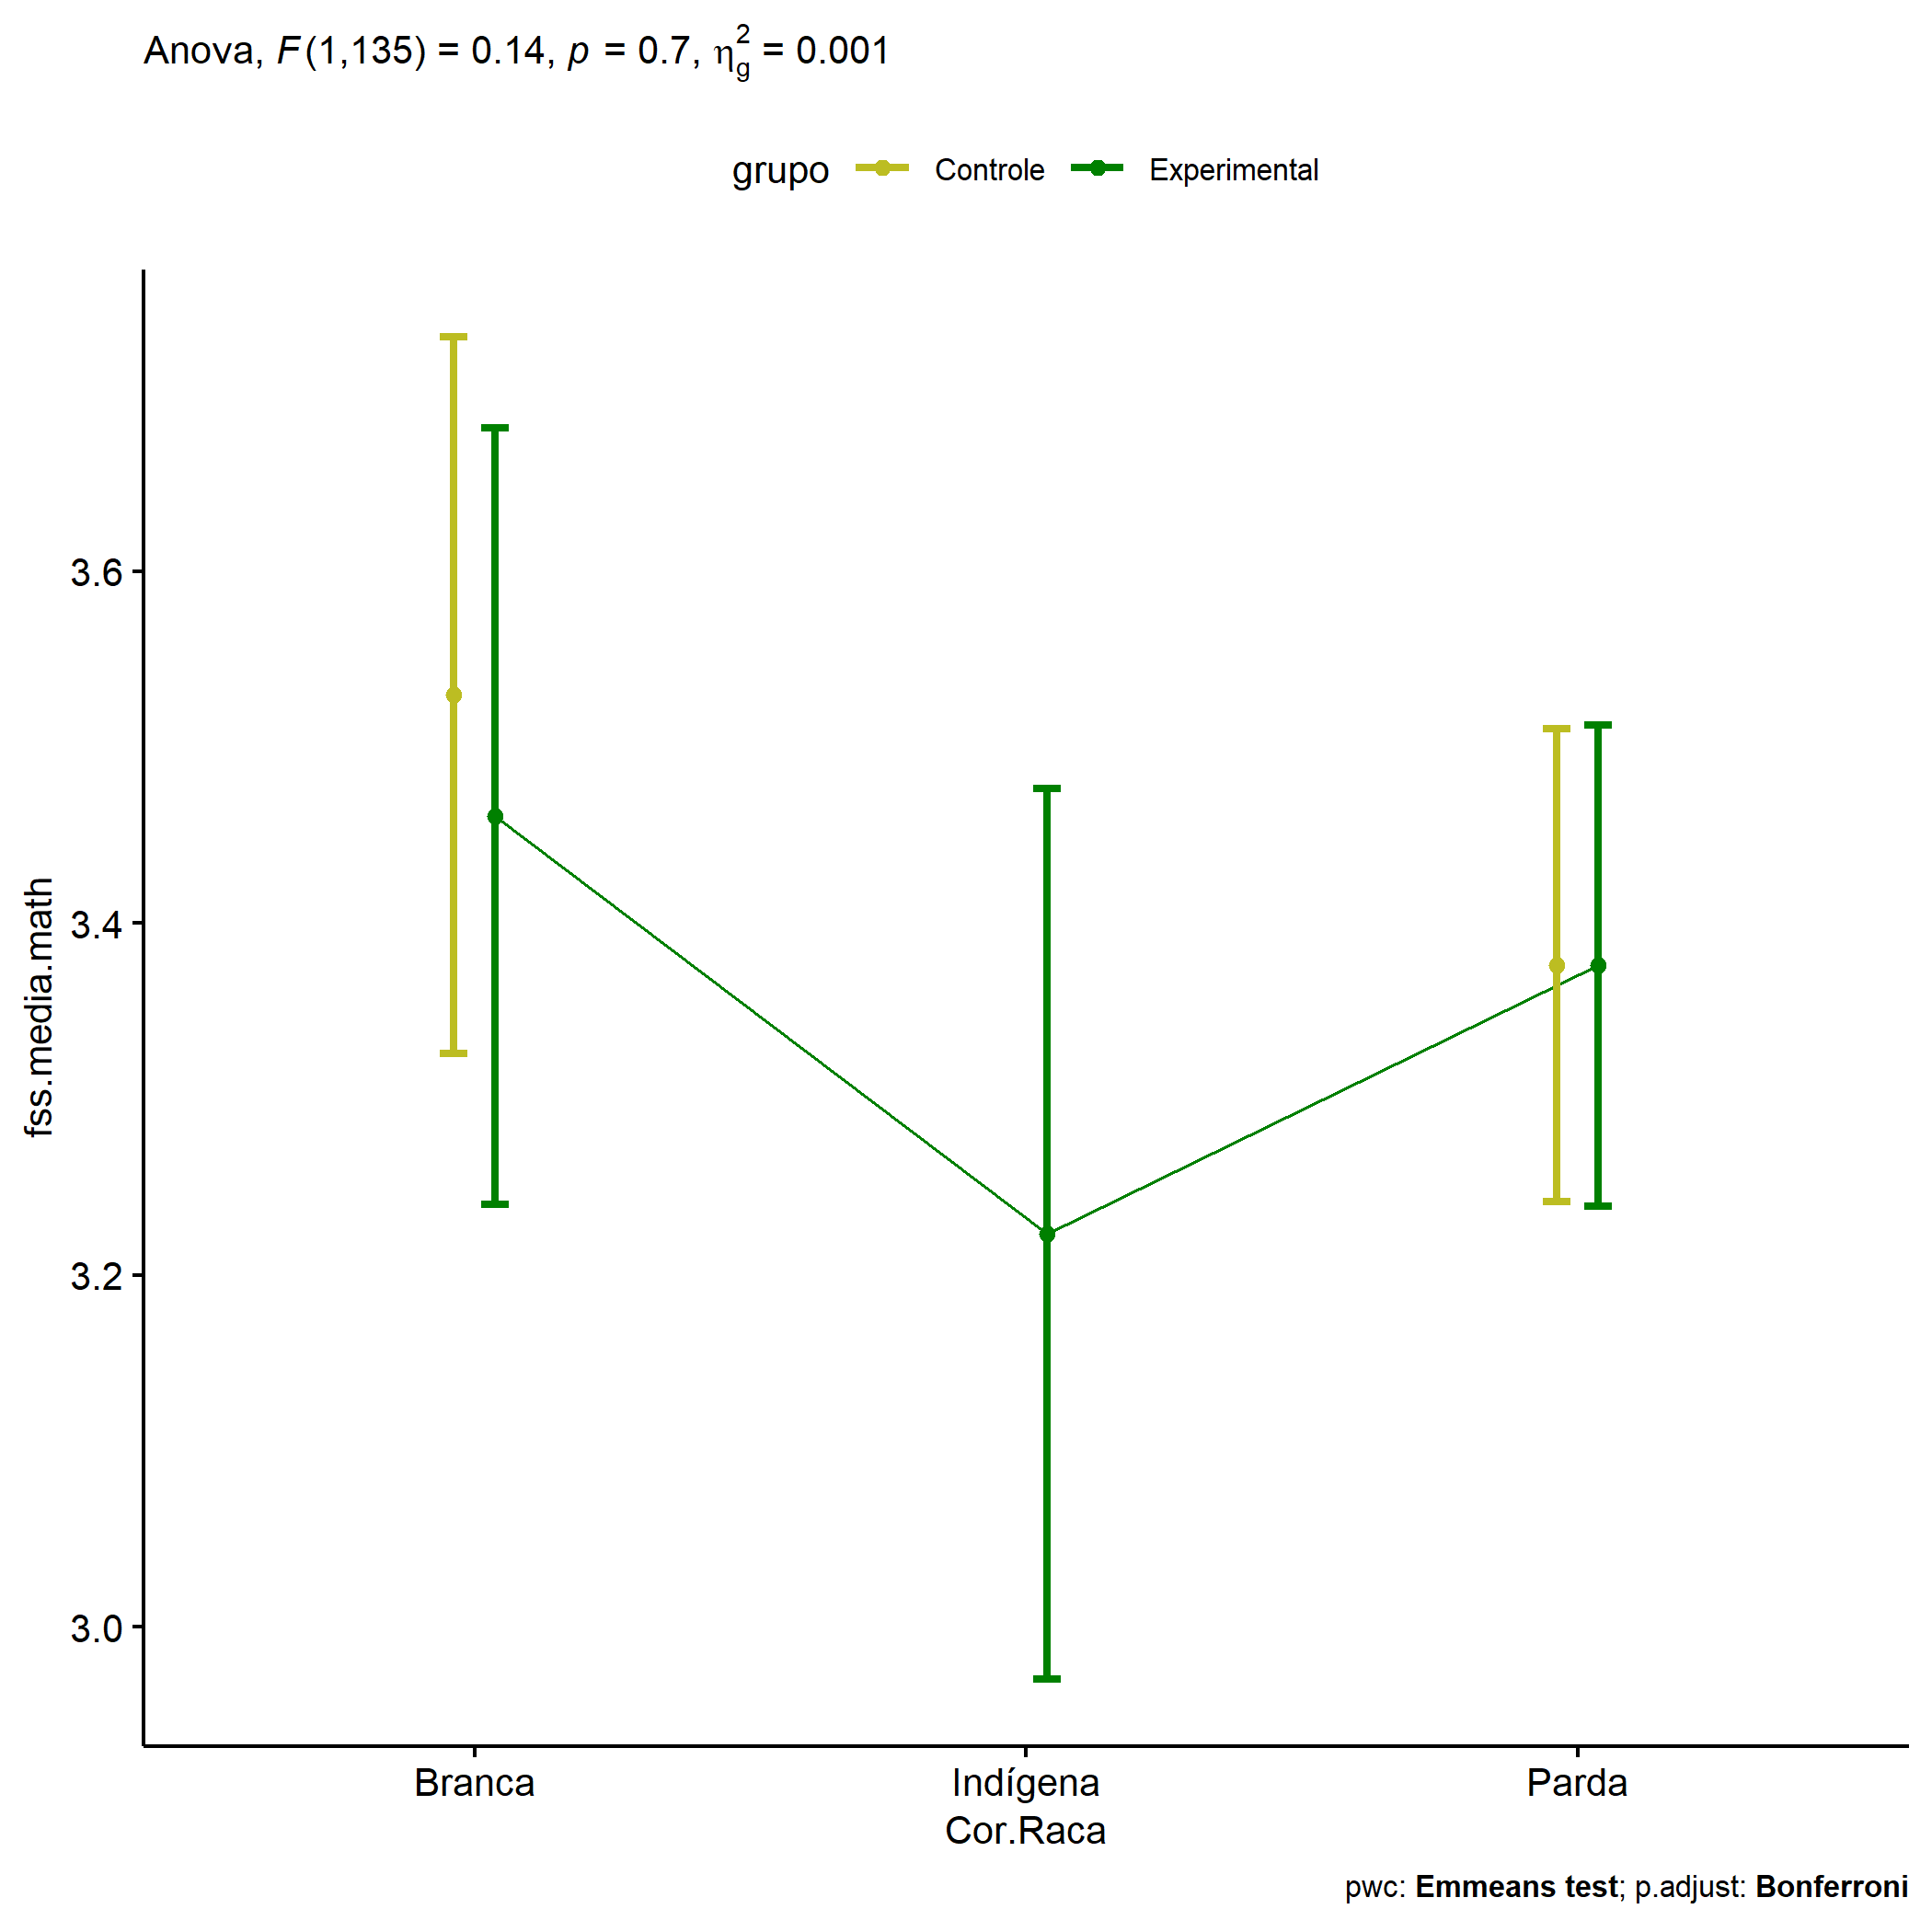 Anova, F(1,135) = 0.14, p = 0.7, η²g = 0.001
grupo Controle Experimental
fss.media.math
3.6
3.4
3.2
3.0
Branca Indígena Parda
Cor.Raca
pwc: Emmeans test; p.adjust: Bonferroni